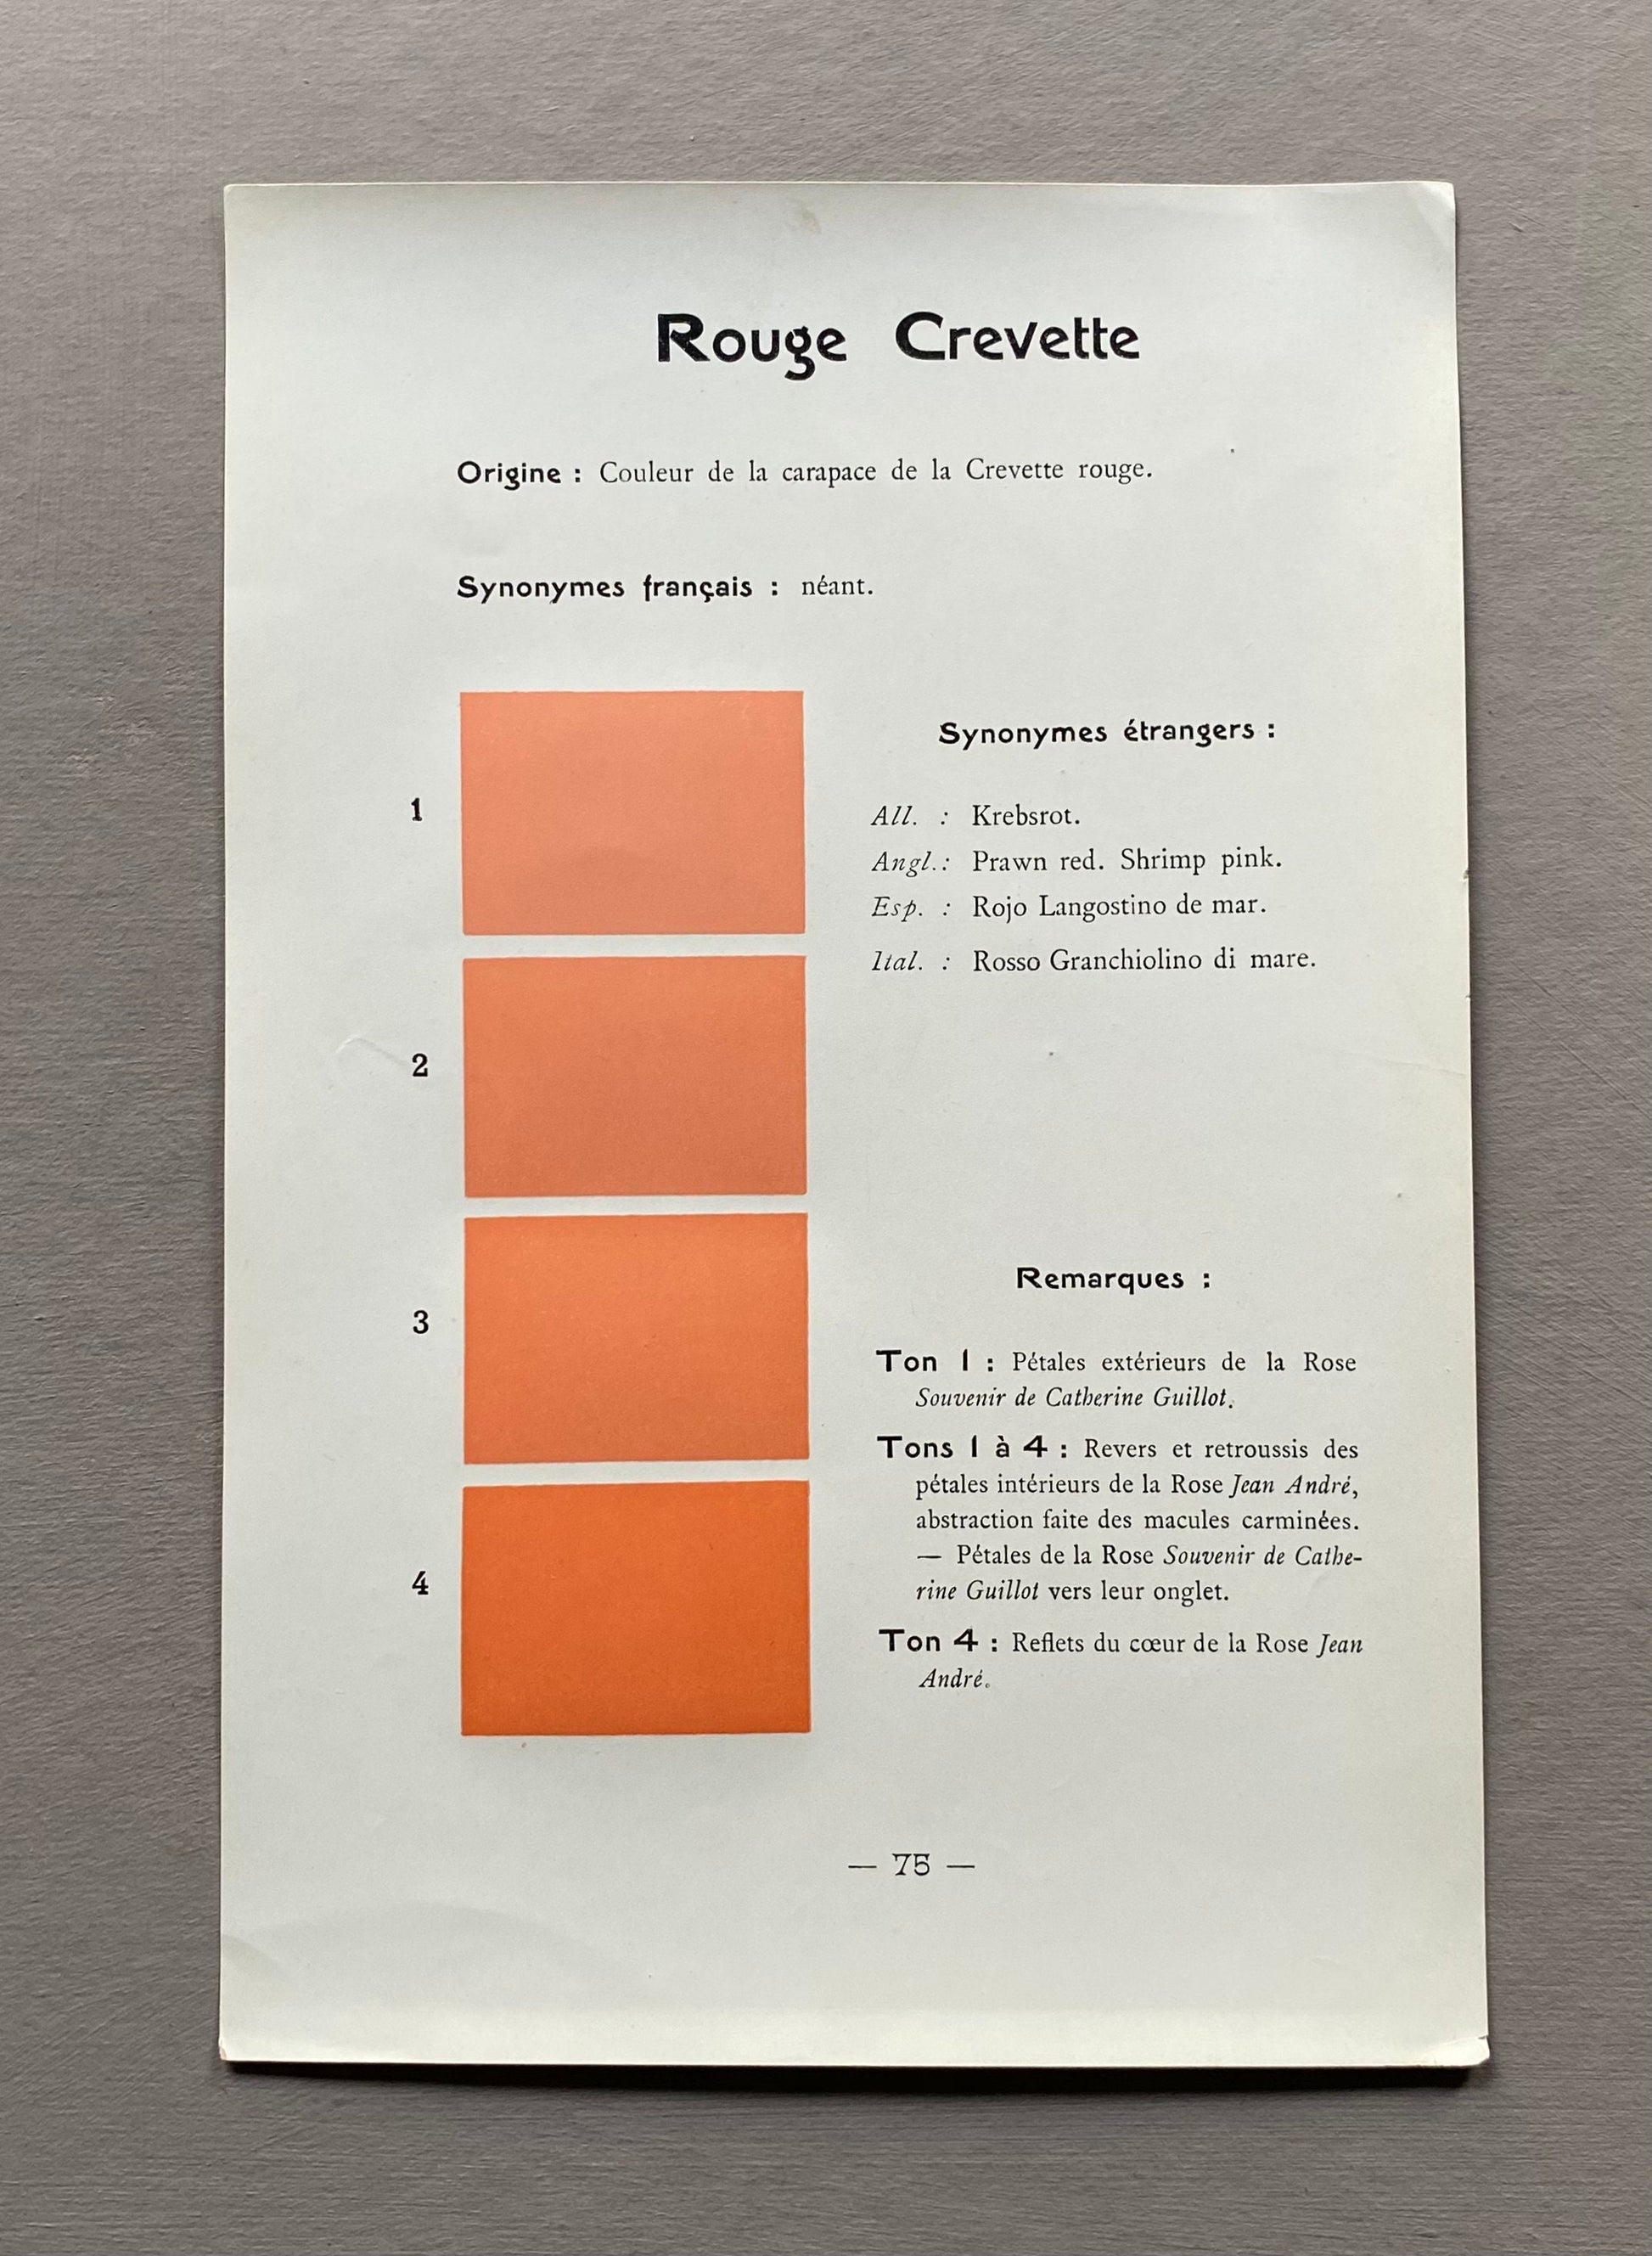 Rouge Crevette
Origine : Couleur de la carapace de la Crevette rouge.
Synonymes français : néant.
1
2
3
4
Synonymes étrangers :
All. : Krebsrot.
Angl. : Prawn red. Shrimp pink.
Esp. : Rojo Langostino de mar.
Ital. : Rosso Granchiolino di mare.
Remarques :
Ton 1 : Pétales extérieurs de la Rose
Souvenir de Catherine Guillot.
Tons 1 à 4 : Revers et retroussis des
pétales intérieurs de la Rose Jean André,
abstraction faite des macules carminées.
— Pétales de la Rose Souvenir de Cathe-
rine Guillot vers leur onglet.
Ton 4 : Reflets du cœur de la Rose Jean
André.
— 75 —